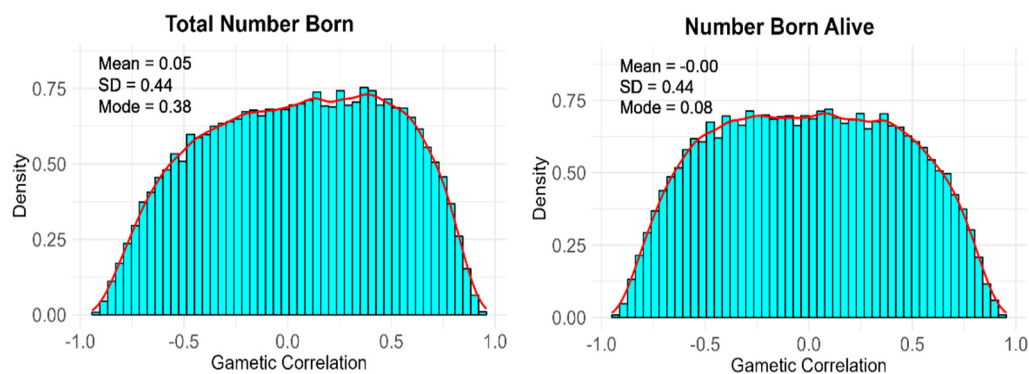 Total Number Born
Mean = 0.05
SD = 0.44
Mode = 0.38
Density
0.75
0.50
0.25
0.00
-1.0 -0.5 0.0 0.5 1.0
Gametic Correlation
Number Born Alive
Mean = -0.00
SD = 0.44
Mode = 0.08
Density
0.75
0.50
0.25
0.00
-1.0 -0.5 0.0 0.5 1.0
Gametic Correlation